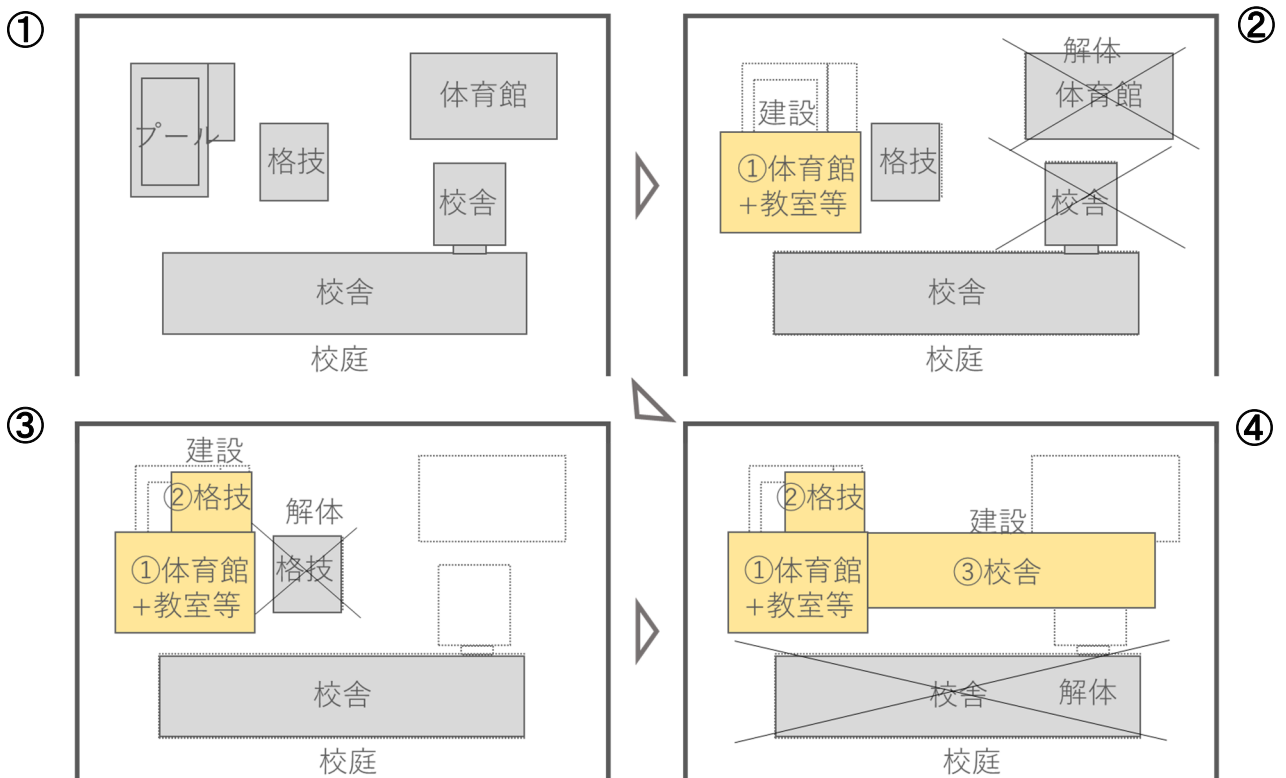 ①
プール
格技
体育館
校舎
校舎
校庭
②
解体
体育館
建設
①体育館
+教室等
格技
校舎
校舎
校庭
③
建設
②格技
解体
①体育館
+教室等
格技
校舎
校庭
④
②格技
建設
①体育館
+教室等
③校舎
校舎
解体
校庭